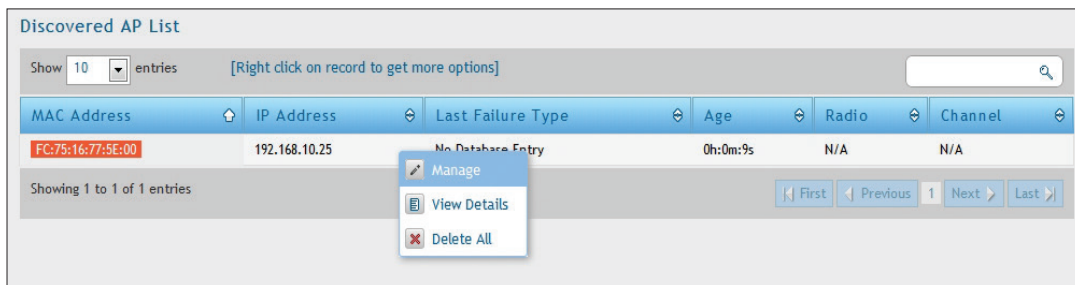 Discovered AP List
Show 10 entries [Right click on record to get more options]
MAC Address IP Address Last Failure Type Age Radio Channel
FC:75:16:77:5E:00 192.168.10.25 No Database Entry 0h:0m:9s N/A N/A
Manage
View Details
Delete All
Showing 1 to 1 of 1 entries First Previous 1 Next Last